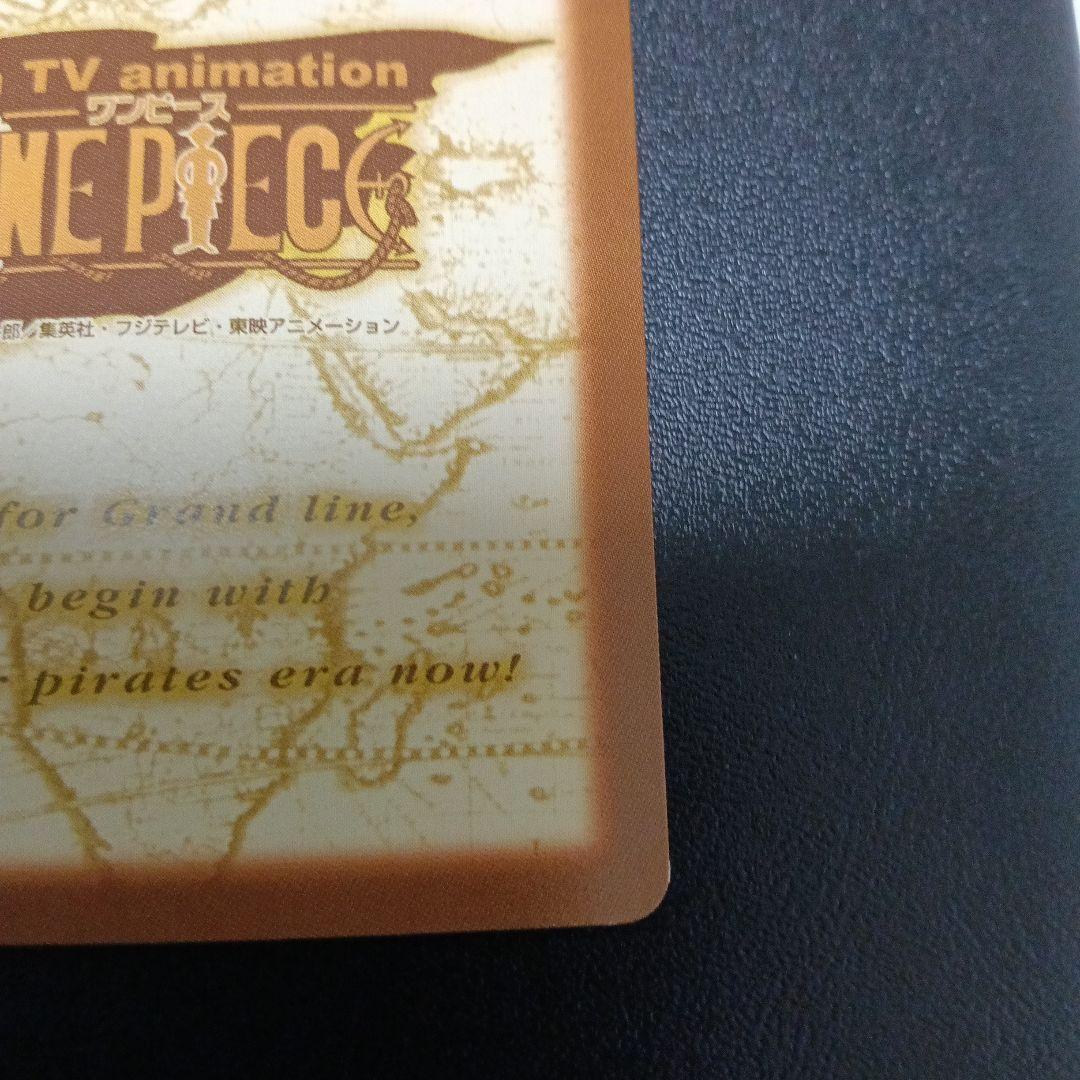 TV animation
ワンピース
NE PIECE
郎／集英社・フジテレビ・東映アニメーション
for Grand line,
begin with
pirates era now!